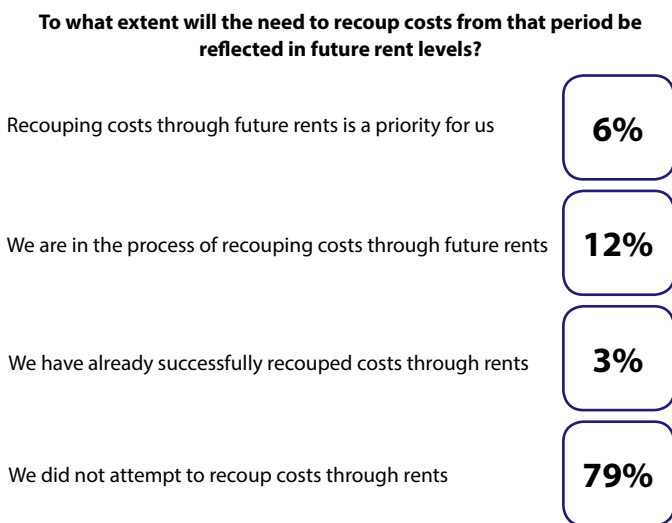 To what extent will the need to recoup costs from that period be
reflected in future rent levels?
Recouping costs through future rents is a priority for us
6%
We are in the process of recouping costs through future rents
12%
We have already successfully recouped costs through rents
3%
We did not attempt to recoup costs through rents
79%